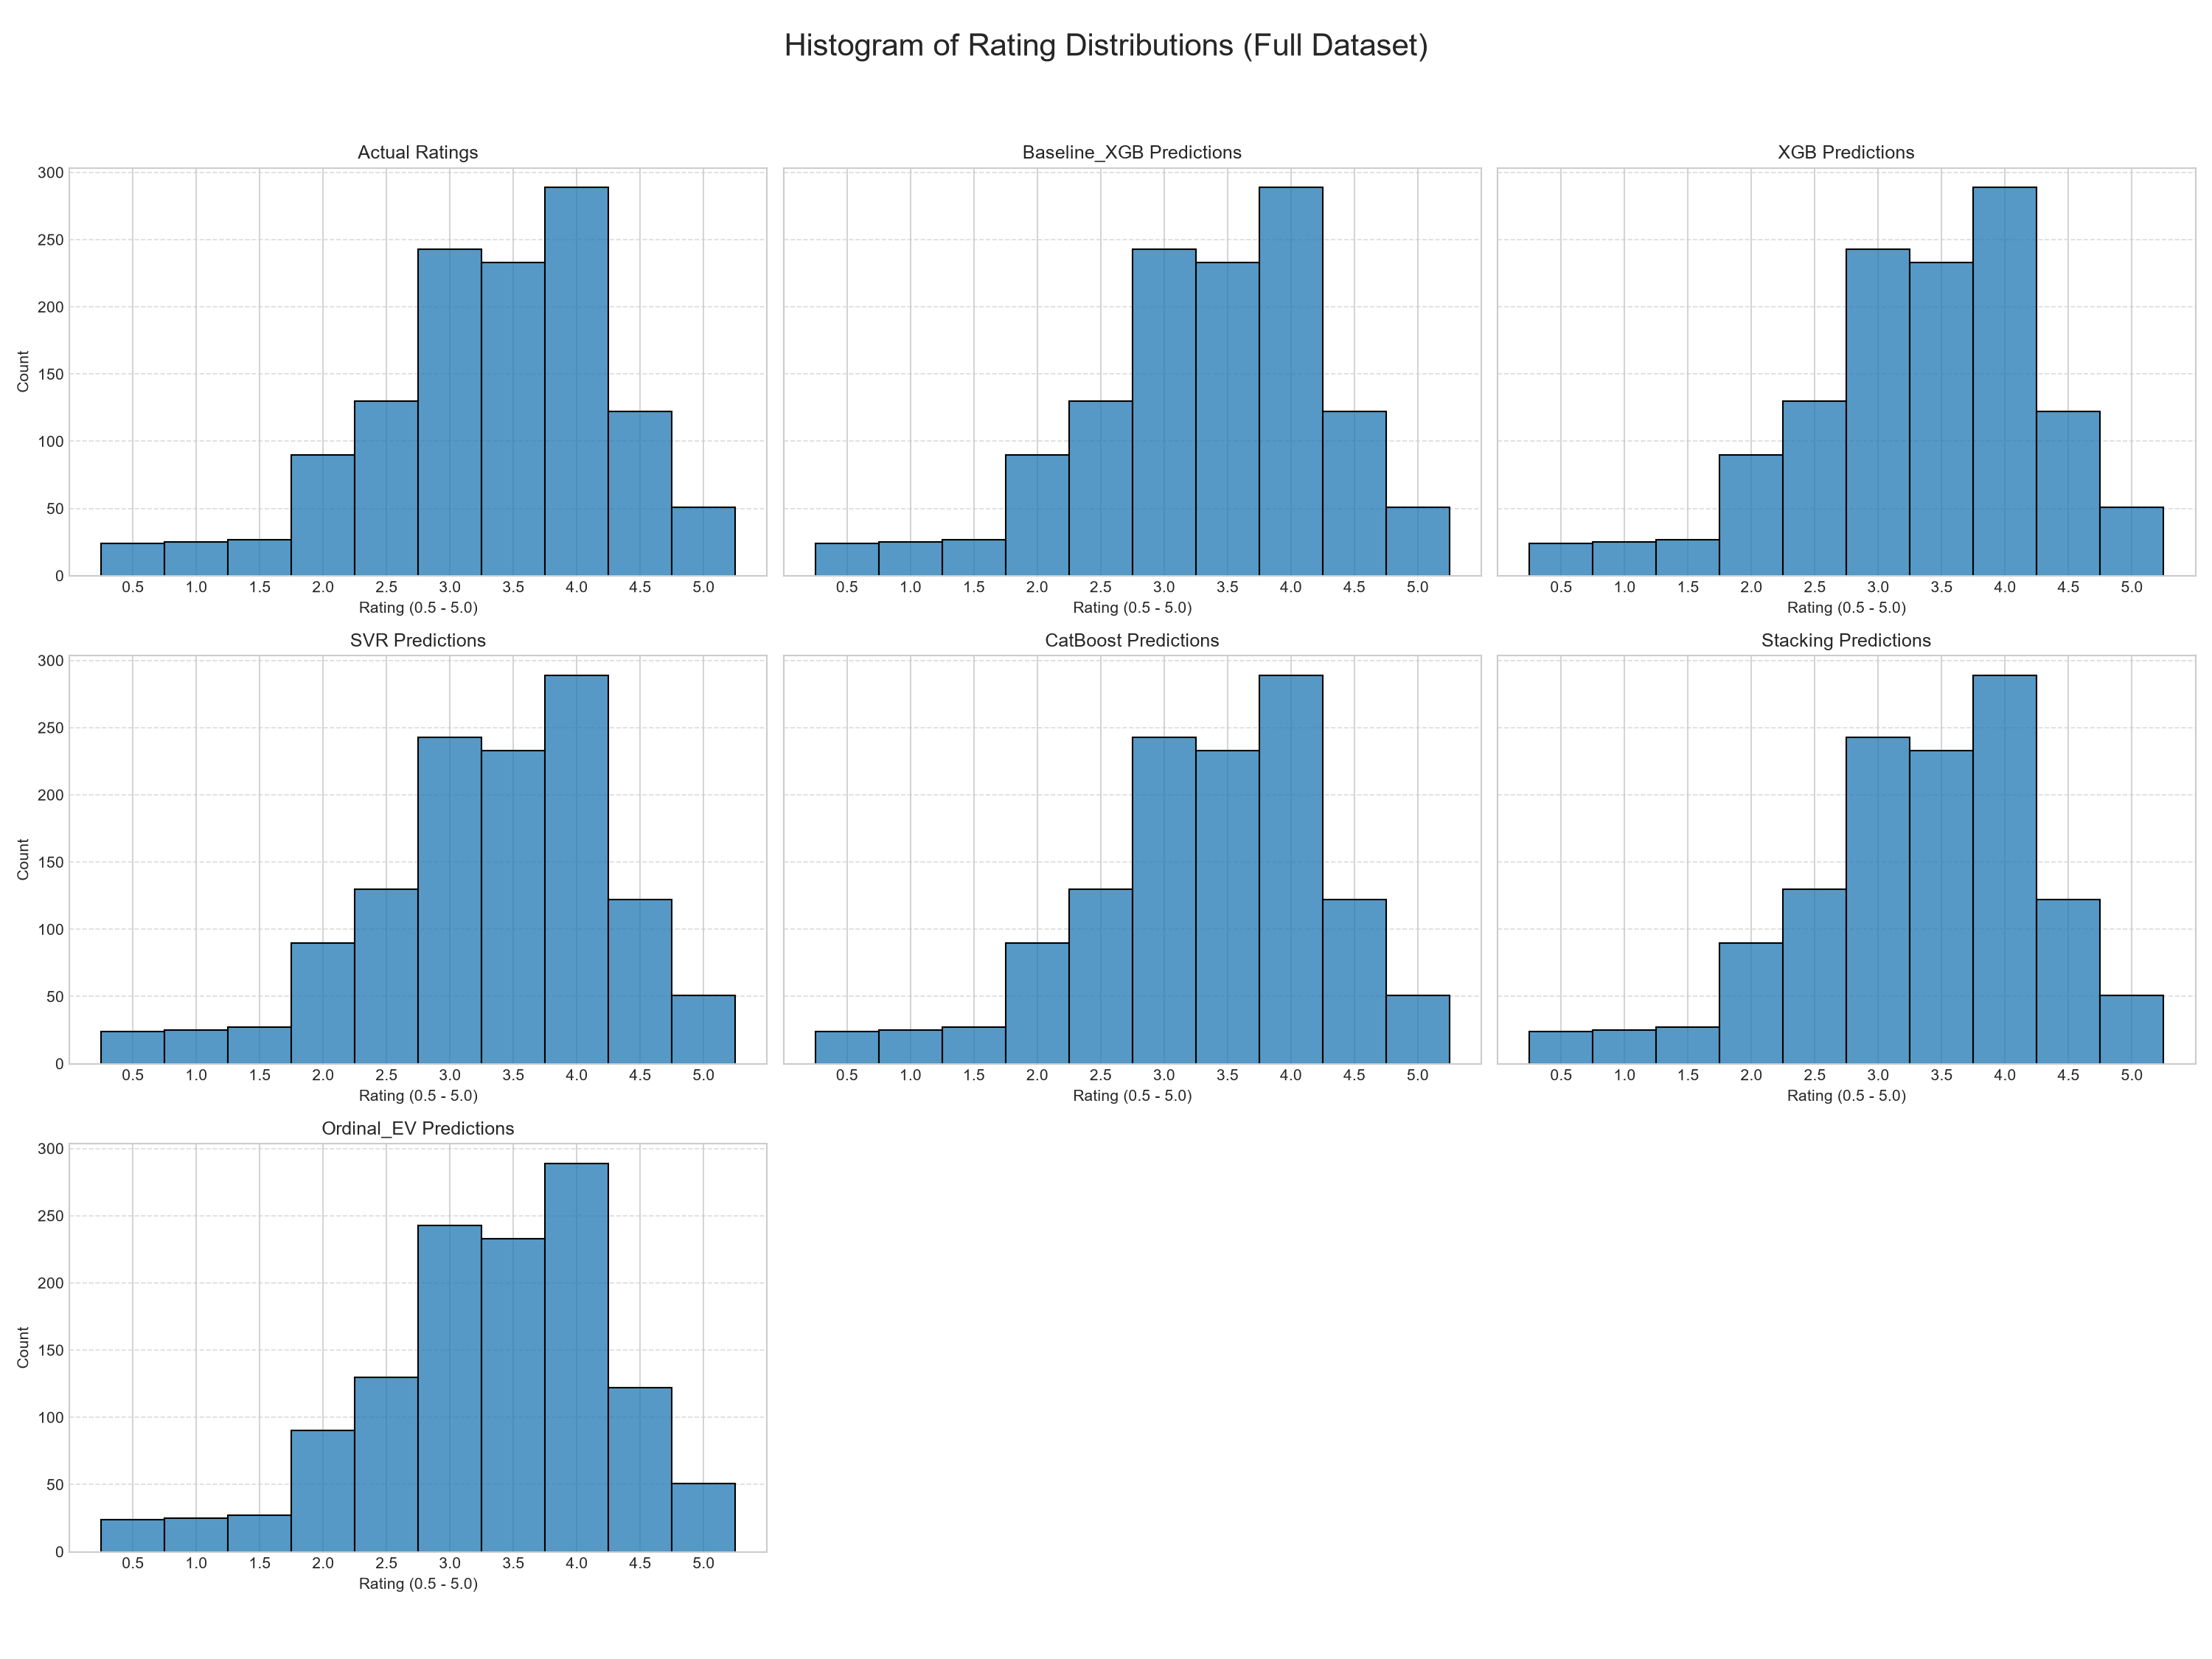 Histogram of Rating Distributions (Full Dataset)
Actual Ratings
300
250
200
150
100
50
0
Count
0.5 1.0 1.5 2.0 2.5 3.0 3.5 4.0 4.5 5.0
Rating (0.5 - 5.0)
Baseline_XGB Predictions
0.5 1.0 1.5 2.0 2.5 3.0 3.5 4.0 4.5 5.0
Rating (0.5 - 5.0)
XGB Predictions
0.5 1.0 1.5 2.0 2.5 3.0 3.5 4.0 4.5 5.0
Rating (0.5 - 5.0)
SVR Predictions
300
250
200
150
100
50
0
Count
0.5 1.0 1.5 2.0 2.5 3.0 3.5 4.0 4.5 5.0
Rating (0.5 - 5.0)
CatBoost Predictions
0.5 1.0 1.5 2.0 2.5 3.0 3.5 4.0 4.5 5.0
Rating (0.5 - 5.0)
Stacking Predictions
0.5 1.0 1.5 2.0 2.5 3.0 3.5 4.0 4.5 5.0
Rating (0.5 - 5.0)
Ordinal_EV Predictions
300
250
200
150
100
50
0
Count
0.5 1.0 1.5 2.0 2.5 3.0 3.5 4.0 4.5 5.0
Rating (0.5 - 5.0)